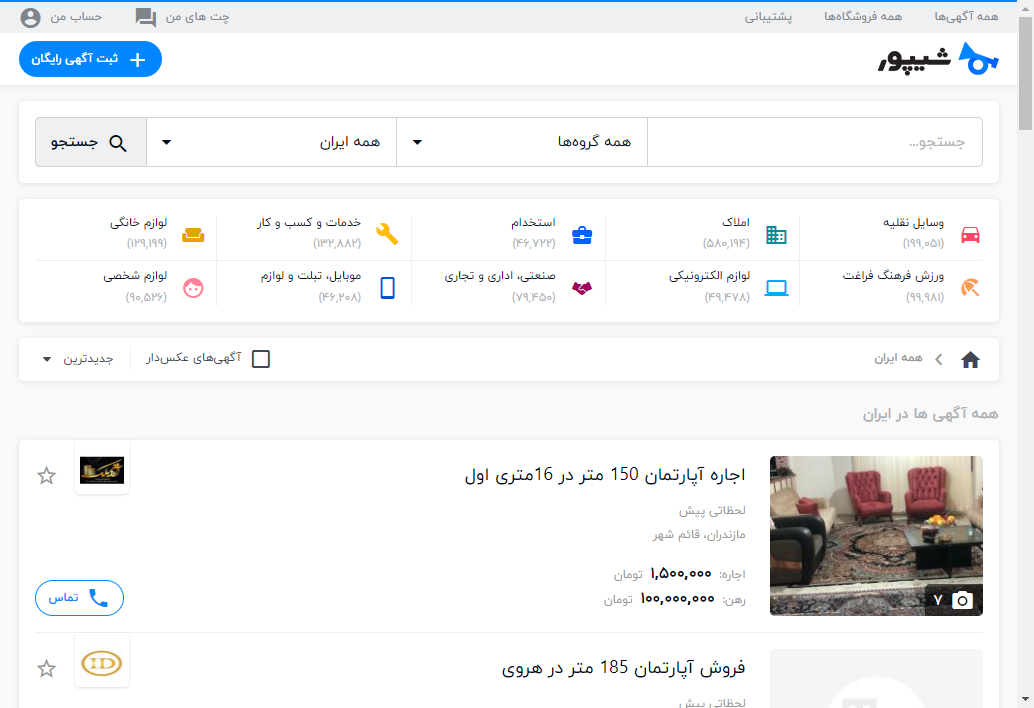 همه آگهی‌ها همه فروشگاه‌ها پشتیبانی چت های من حساب من
شیپور ثبت آگهی رایگان
جستجو... همه گروه‌ها همه ایران جستجو
وسایل نقلیه املاک استخدام خدمات و کسب و کار لوازم خانگی
(۱۹۹,۰۵۱) (۵۸۰,۱۹۴) (۴۶,۷۲۲) (۱۳۲,۸۸۲) (۱۲۹,۱۹۹)
ورزش فرهنگ فراغت لوازم الکترونیکی صنعتی، اداری و تجاری موبایل، تبلت و لوازم لوازم شخصی
(۹۹,۹۸۱) (۴۹,۴۷۸) (۷۹,۴۵۰) (۴۶,۲۰۸) (۹۰,۵۲۶)
همه ایران آگهی‌های عکس‌دار جدیدترین
همه آگهی ها در ایران
اجاره آپارتمان 150 متر در 16متری اول
لحظاتی پیش
مازندران، قائم شهر
اجاره: ۱,۵۰۰,۰۰۰ تومان
رهن: ۱۰۰,۰۰۰,۰۰۰ تومان
۷
تماس
فروش آپارتمان 185 متر در هروی
لحظاتی پیش